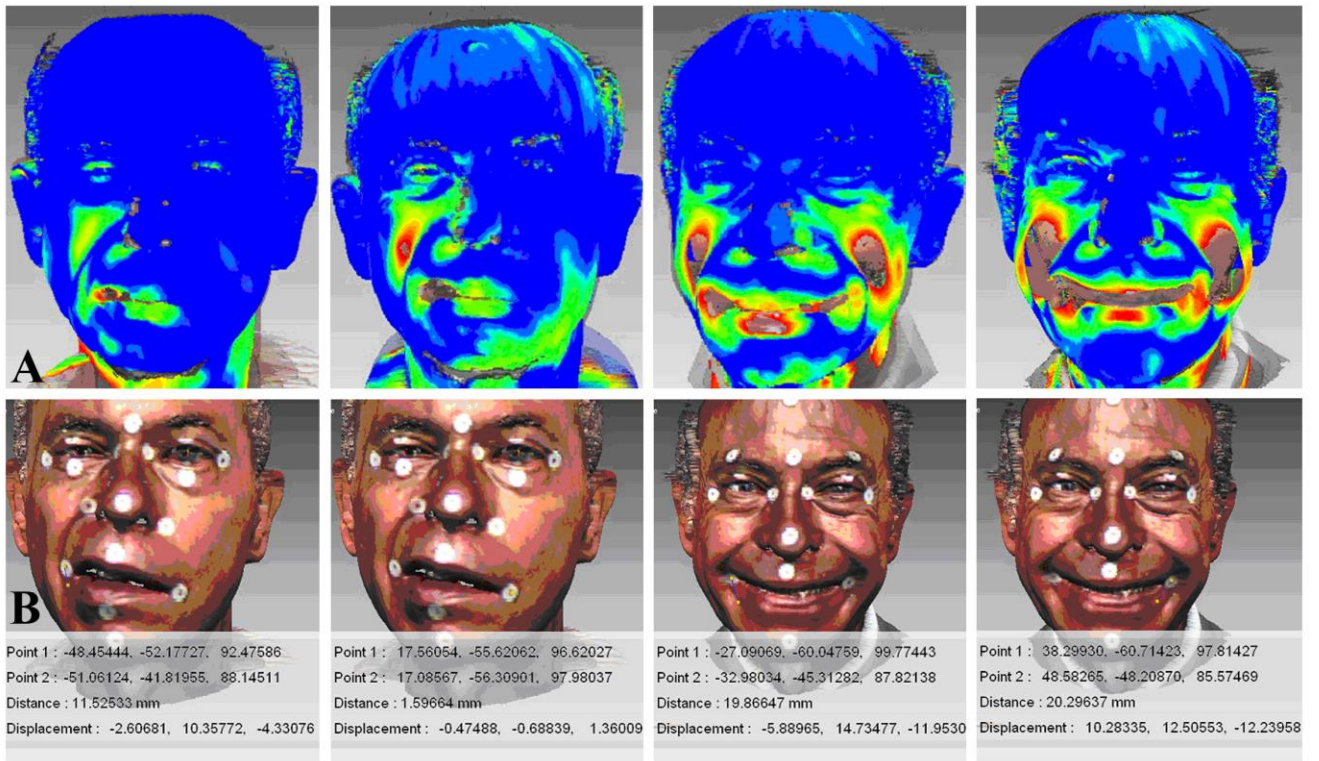 A
B
Point 1 : -48.45444, -52.17727, 92.47586
Point 2 : -51.06124, -41.81955, 88.14511
Distance : 11.52533 mm
Displacement : -2.60681, 10.35772, -4.33076
Point 1 : 17.56054, -55.62062, 96.62027
Point 2 : 17.08567, -56.30901, 97.98037
Distance : 1.59664 mm
Displacement : -0.47488, -0.68839, 1.36009
Point 1 : -27.09069, -60.04759, 99.77443
Point 2 : -32.98034, -45.31282, 87.82138
Distance : 19.86647 mm
Displacement : -5.88965, 14.73477, -11.9530
Point 1 : 38.29930, -60.71423, 97.81427
Point 2 : 48.58265, -48.20870, 85.57469
Distance : 20.29637 mm
Displacement : 10.28335, 12.50553, -12.23958